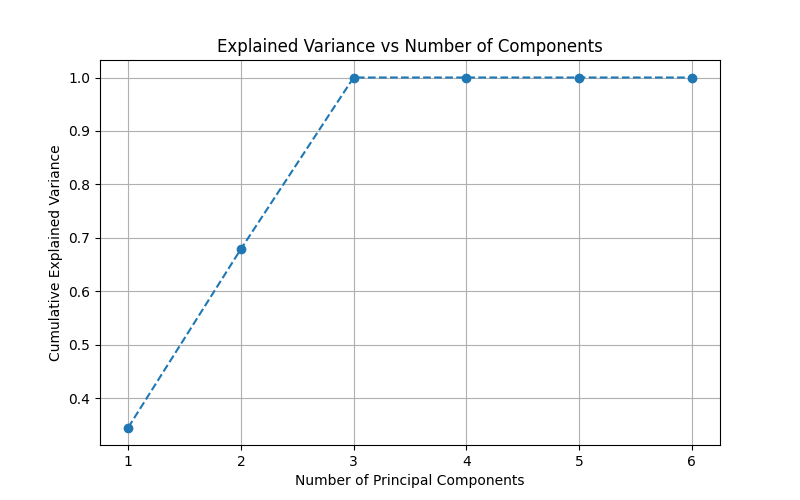 Explained Variance vs Number of Components
1.0
0.9
0.8
0.7
0.6
0.5
0.4
Cumulative Explained Variance
1 2 3 4 5 6
Number of Principal Components